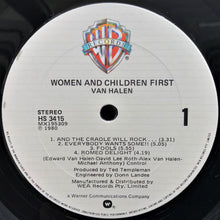 WOMEN AND CHILDREN FIRST
VAN HALEN
STEREO
HS 3415
MX195309
℗ 1980
1
1. AND THE CRADLE WILL ROCK.... (3.31)
2. EVERYBODY WANTS SOME!! (5.05)
3. FOOLS (5.55)
4. ROMEO DELIGHT (4.19)
(Edward Van Halen-David Lee Roth-Alex Van Halen-
Michael Anthony) Control
Produced by Ted Templeman
Engineered by Donn Landee
Manufactured & Distributed by
WEA Records Pty. Limited
A Warner Communications Company